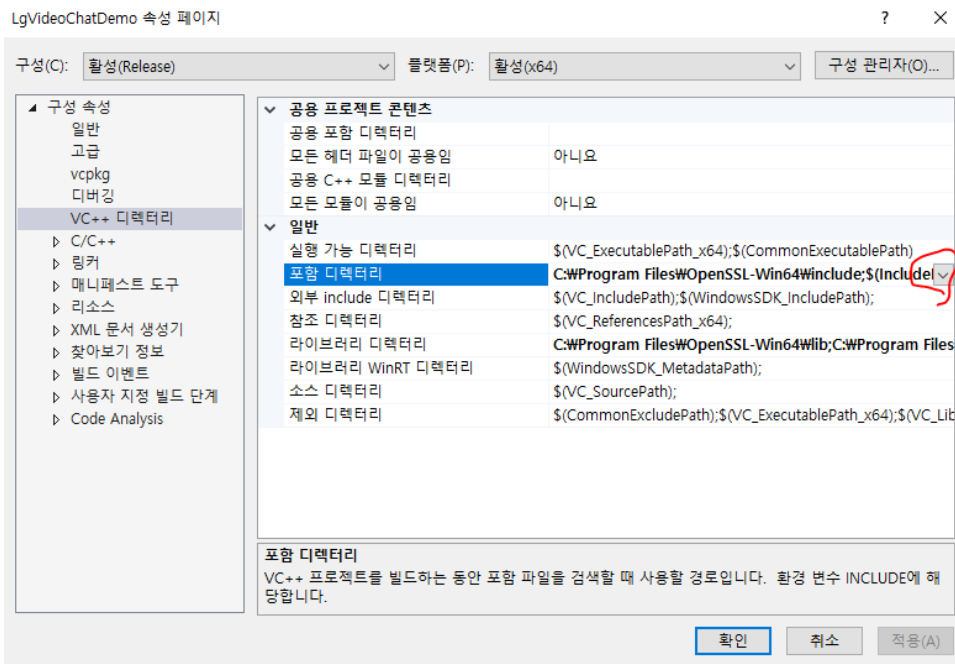 LgVideoChatDemo 속성 페이지
?
구성(C): 활성(Release) 플랫폼(P): 활성(x64) 구성 관리자(O)...
구성 속성
일반
고급
vcpkg
디버깅
VC++ 디렉터리
C/C++
링커
매니페스트 도구
리소스
XML 문서 생성기
찾아보기 정보
빌드 이벤트
사용자 지정 빌드 단계
Code Analysis
공용 프로젝트 콘텐츠
공용 포함 디렉터리
모든 헤더 파일이 공용임 아니요
공용 C++ 모듈 디렉터리
모든 모듈이 공용임 아니요
일반
실행 가능 디렉터리 $(VC_ExecutablePath_x64);$(CommonExecutablePath)
포함 디렉터리 C:₩Program Files₩OpenSSL-Win64₩include;$(Include
외부 include 디렉터리 $(VC_IncludePath);$(WindowsSDK_IncludePath);
참조 디렉터리 $(VC_ReferencesPath_x64);
라이브러리 디렉터리 C:₩Program Files₩OpenSSL-Win64₩lib;C:₩Program Files
라이브러리 WinRT 디렉터리 $(WindowsSDK_MetadataPath);
소스 디렉터리 $(VC_SourcePath);
제외 디렉터리 $(CommonExcludePath);$(VC_ExecutablePath_x64);$(VC_Lib
포함 디렉터리
VC++ 프로젝트를 빌드하는 동안 포함 파일을 검색할 때 사용할 경로입니다. 환경 변수 INCLUDE에 해
당합니다.
확인 취소 적용(A)